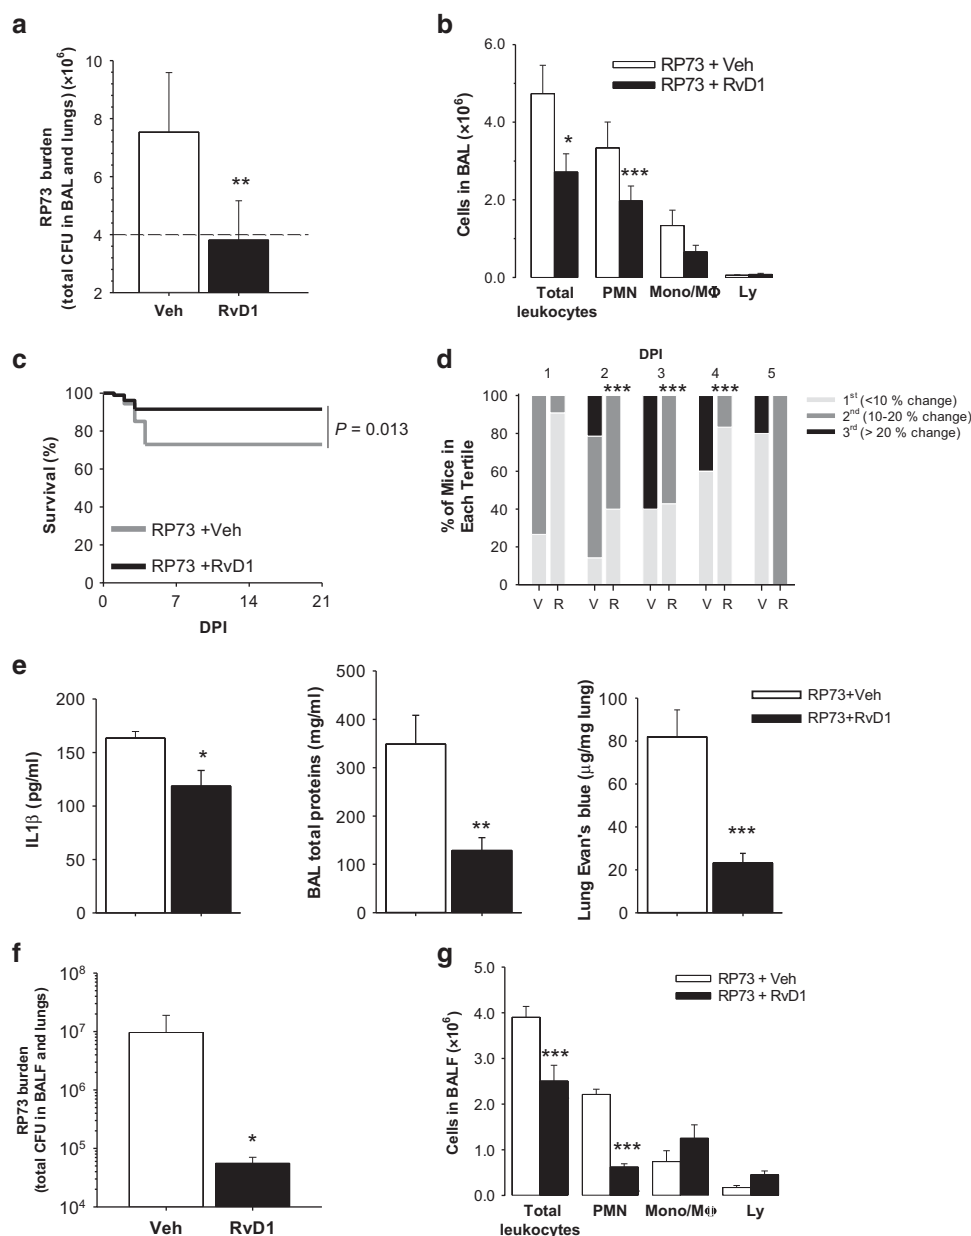 a
RP73 burden
(total CFU in BAL and lungs) (×10⁶)
10
8
6
4
2
**
Veh
RvD1
b
Cells in BAL (×10⁶)
6.0
4.0
2.0
0.0
RP73 + Veh
RP73 + RvD1
*
***
Total
leukocytes
PMN
Mono/MΦ
Ly
c
Survival (%)
100
80
60
40
20
0
P = 0.013
RP73 +Veh
RP73 +RvD1
0
7
14
21
DPI
d
DPI
1
2
3
4
5
***
***
***
% of Mice in
Each Tertile
100
80
60
40
20
0
V R V R V R V R V R
1st (<10 % change)
2nd (10-20 % change)
3rd (> 20 % change)
e
IL1β (pg/ml)
200
150
100
50
0
*
BAL total proteins (mg/ml)
500
400
300
200
100
0
**
Lung Evan's blue (μg/mg lung)
100
80
60
40
20
0
***
RP73+Veh
RP73+RvD1
f
RP73 burden
(total CFU in BALF and lungs)
10⁸
10⁷
10⁶
10⁵
10⁴
*
Veh
RvD1
g
Cells in BALF (×10⁶)
5.0
4.0
3.0
2.0
1.0
0.0
RP73 + Veh
RP73 + RvD1
***
***
Total
leukocytes
PMN
Mono/MΦ
Ly